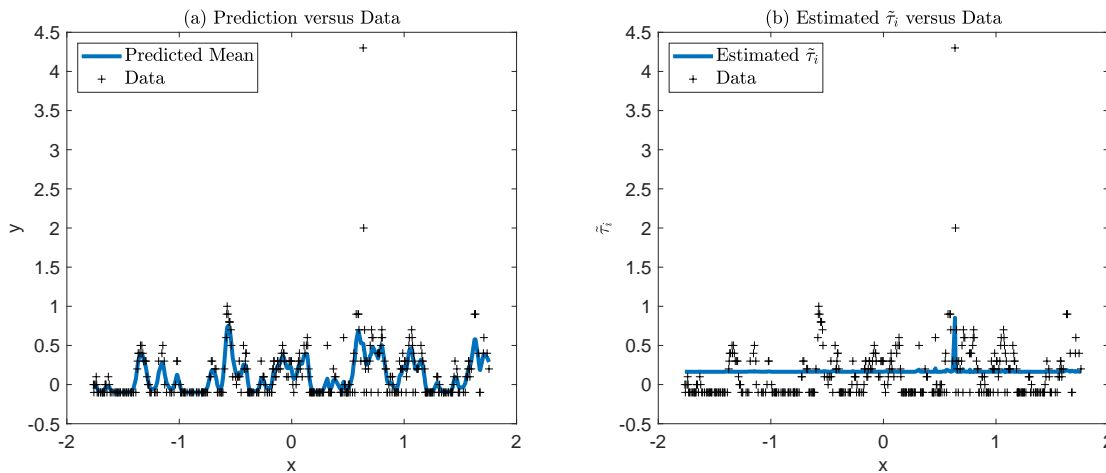 (a) Prediction versus Data
4.5
4
3.5
3
2.5
2
1.5
1
0.5
0
-0.5
y
Predicted Mean
Data
-2 -1 0 1 2
x
(b) Estimated τ̃ᵢ versus Data
4.5
4
3.5
3
2.5
2
1.5
1
0.5
0
-0.5
τ̃ᵢ
Estimated τ̃ᵢ
Data
-2 -1 0 1 2
x